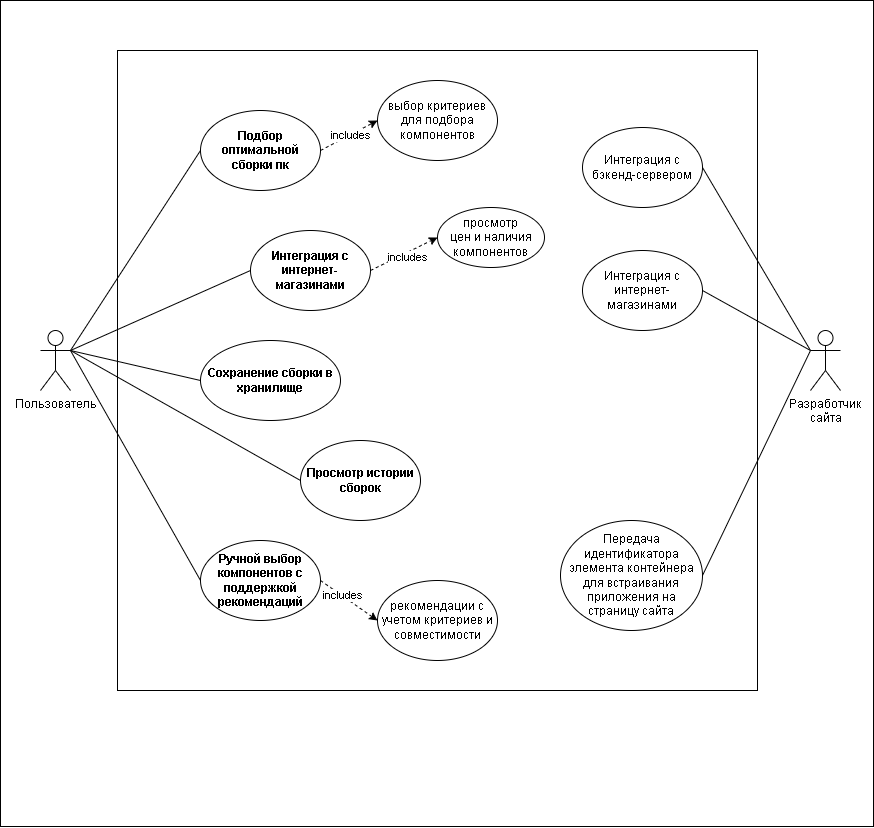 выбор критериев
для подбора
компонентов
includes
Подбор
оптимальной
сборки пк
Интеграция с
бэкенд-сервером
просмотр
цен и наличия
компонентов
includes
Интеграция с
интернет-
магазинами
Интеграция с
интернет-
магазинами
Сохранение сборки в
хранилище
Пользователь
Разработчик
сайта
Просмотр истории
сборок
Ручной выбор
компонентов с
поддержкой
рекомендаций
includes
рекомендации с
учетом критериев и
совместимости
Передача
идентификатора
элемента контейнера
для встраивания
приложения на
страницу сайта